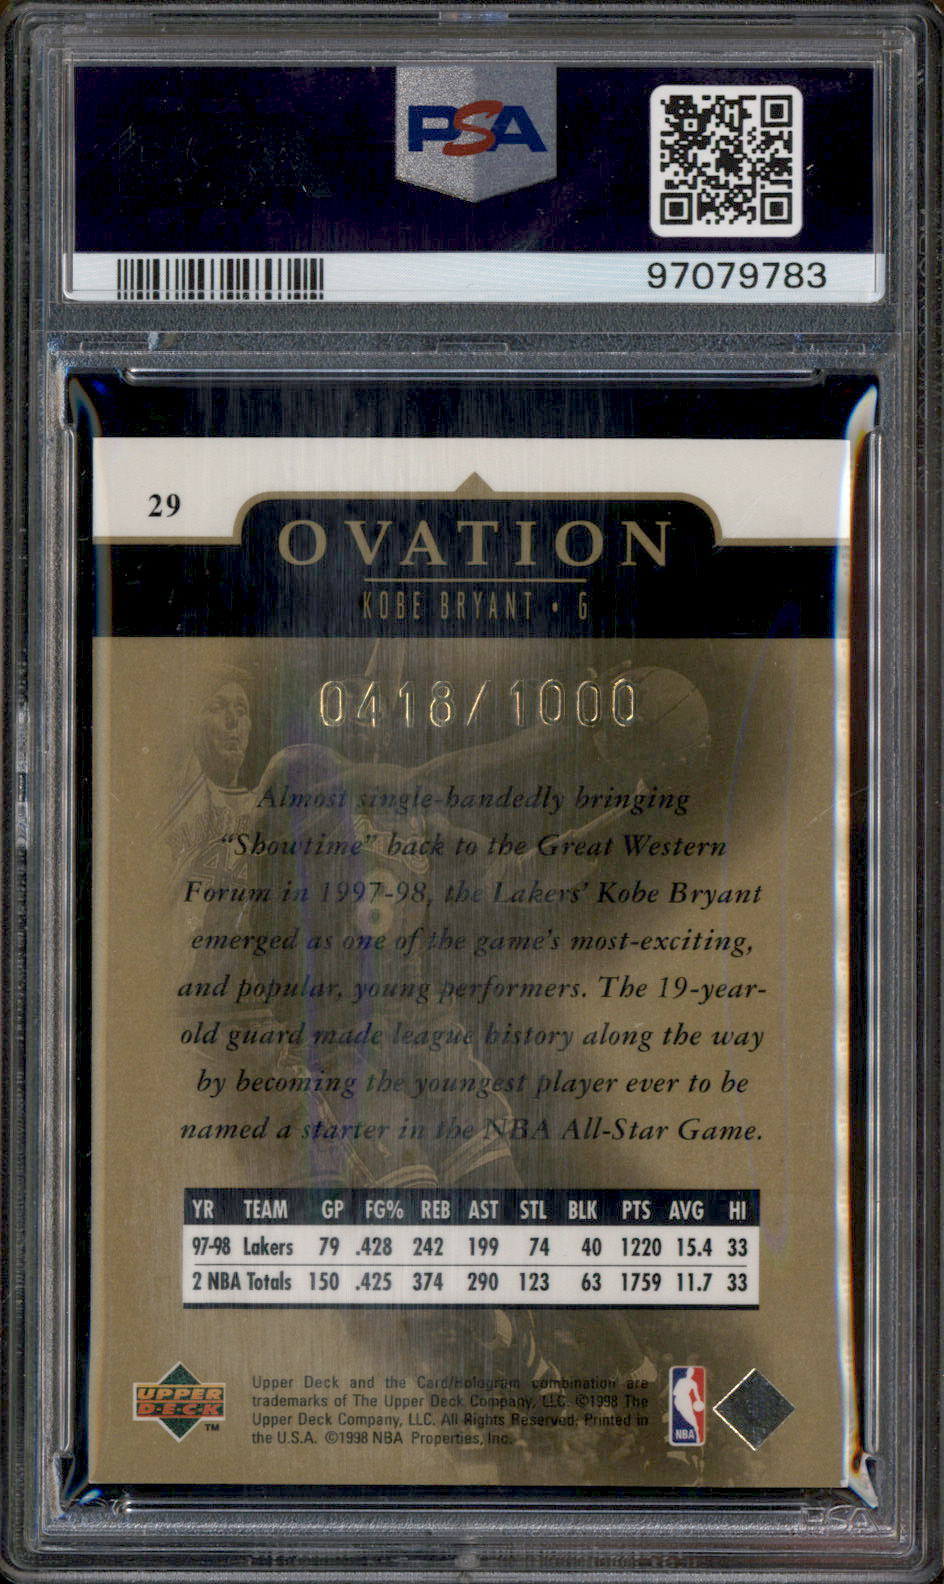 PSA
97079783
29
OVATION
KOBE BRYANT • G
0418/1000
Almost single-handedly bringing
“Showtime” back to the Great Western
Forum in 1997-98, the Lakers’ Kobe Bryant
emerged as one of the game’s most-exciting,
and popular, young performers. The 19-year-
old guard made league history along the way
by becoming the youngest player ever to be
named a starter in the NBA All-Star Game.
YR TEAM GP FG% REB AST STL BLK PTS AVG HI
97-98 Lakers 79 .428 242 199 74 40 1220 15.4 33
2 NBA Totals 150 .425 374 290 123 63 1759 11.7 33
UPPER
D•E•C•K
TM
Upper Deck and the Card/Hologram combination are
trademarks of The Upper Deck Company, LLC. ©1998 The
Upper Deck Company, LLC. All Rights Reserved. Printed in
the U.S.A. ©1998 NBA Properties, Inc.
NBA
PSA